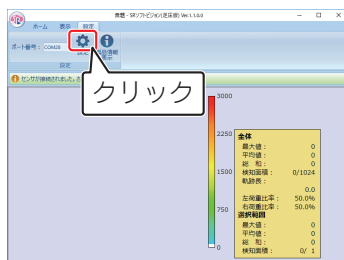 無題 - SRソフトビジョン(足圧版) Ver.1.1.0.0
ホーム 表示 設定
ポート番号: COM28
設定
センサが接続されました。
クリック
3000
2250
1500
750
0
全体
最大値: 0
平均値: 0
総 和: 0
検知面積: 0/1024
軌跡長:
0.0
左荷重比率: 50.0%
右荷重比率: 50.0%
選択範囲
最大値: 0
平均値: 0
総 和: 0
検知面積: 0/ 1